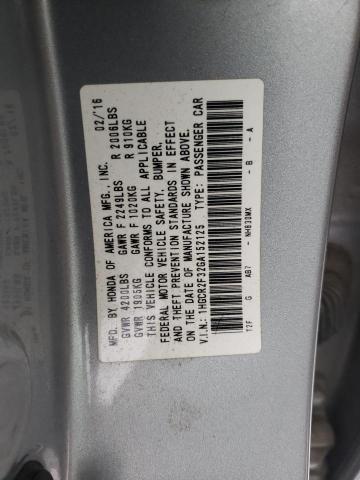 MFD. BY HONDA OF AMERICA MFG., INC. 02/'16
GVWR 4200LBS GAWR F 2249LBS R 2006LBS
GVWR 1905KG GAWR F 1020KG R 910KG
THIS VEHICLE CONFORMS TO ALL APPLICABLE
FEDERAL MOTOR VEHICLE SAFETY, BUMPER,
AND THEFT PREVENTION STANDARDS IN EFFECT
ON THE DATE OF MANUFACTURE SHOWN ABOVE.
V.I.N.: 1HGCR2F32GA152125 TYPE: PASSENGER CAR
T2F G AB7 - NH830MX - B - A